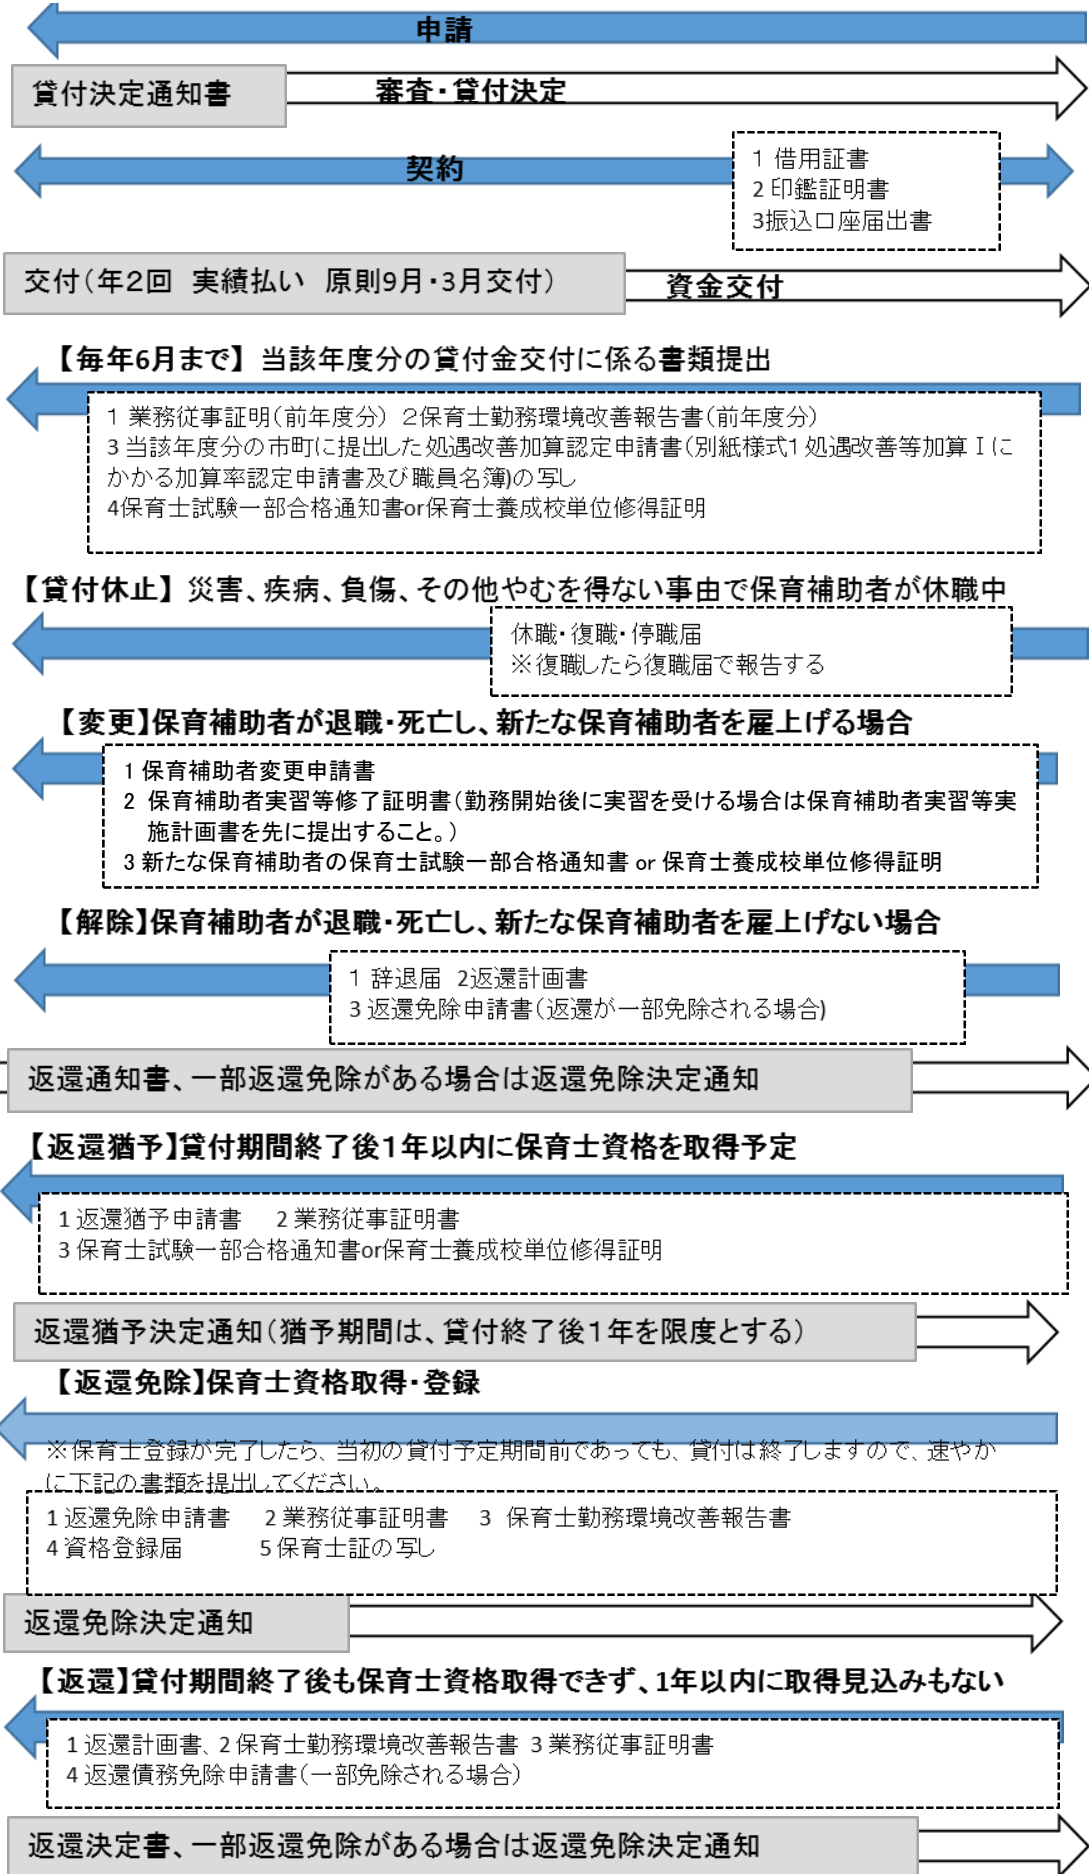 申請
貸付決定通知書
審査・貸付決定
契約
1 借用証書
2 印鑑証明書
3振込口座届出書
交付（年２回　実績払い　原則9月・3月交付）
資金交付
【毎年6月まで】 当該年度分の貸付金交付に係る書類提出
1 業務従事証明（前年度分）　2保育士勤務環境改善報告書（前年度分）
3 当該年度分の市町に提出した処遇改善加算認定申請書（別紙様式1 処遇改善等加算Ⅰに
かかる加算率認定申請書及び職員名簿)の写し
4保育士試験一部合格通知書or保育士養成校単位修得証明
【貸付休止】 災害、疾病、負傷、その他やむを得ない事由で保育補助者が休職中
休職・復職・停職届
※復職したら復職届で報告する
【変更】保育補助者が退職・死亡し、新たな保育補助者を雇上げる場合
1 保育補助者変更申請書
2 保育補助者実習等修了証明書（勤務開始後に実習を受ける場合は保育補助者実習等実
施計画書を先に提出すること。）
3 新たな保育補助者の保育士試験一部合格通知書 or 保育士養成校単位修得証明
【解除】保育補助者が退職・死亡し、新たな保育補助者を雇上げない場合
1 辞退届　2返還計画書
3 返還免除申請書（返還が一部免除される場合)
返還通知書、一部返還免除がある場合は返還免除決定通知
【返還猶予】貸付期間終了後１年以内に保育士資格を取得予定
1 返還猶予申請書　 2 業務従事証明書
3 保育士試験一部合格通知書or保育士養成校単位修得証明
返還猶予決定通知（猶予期間は、貸付終了後１年を限度とする）
【返還免除】保育士資格取得・登録
※保育士登録が完了したら、当初の貸付予定期間前であっても、貸付は終了しますので、速やか
に下記の書類を提出してください。
1 返還免除申請書　 2 業務従事証明書　 3 保育士勤務環境改善報告書
4 資格登録届　　　 5 保育士証の写し
返還免除決定通知
【返還】貸付期間終了後も保育士資格取得できず、1年以内に取得見込みもない
1 返還計画書、2 保育士勤務環境改善報告書 3 業務従事証明書
4 返還債務免除申請書（一部免除される場合）
返還決定書、一部返還免除がある場合は返還免除決定通知